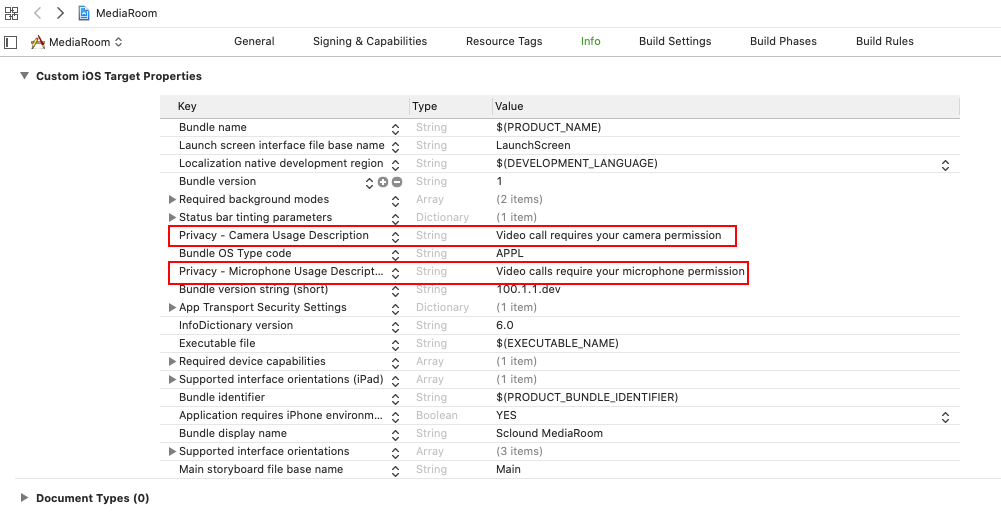 MediaRoom
MediaRoom General Signing & Capabilities Resource Tags Info Build Settings Build Phases Build Rules
Custom iOS Target Properties
Key Type Value
Bundle name String $(PRODUCT_NAME)
Launch screen interface file base name String LaunchScreen
Localization native development region String $(DEVELOPMENT_LANGUAGE)
Bundle version String 1
Required background modes Array (2 items)
Status bar tinting parameters Dictionary (1 item)
Privacy - Camera Usage Description String Video call requires your camera permission
Bundle OS Type code String APPL
Privacy - Microphone Usage Descript... String Video calls require your microphone permission
Bundle version string (short) String 100.1.1.dev
App Transport Security Settings Dictionary (1 item)
InfoDictionary version String 6.0
Executable file String $(EXECUTABLE_NAME)
Required device capabilities Array (1 item)
Supported interface orientations (iPad) Array (1 item)
Bundle identifier String $(PRODUCT_BUNDLE_IDENTIFIER)
Application requires iPhone environm... Boolean YES
Bundle display name String Sclound MediaRoom
Supported interface orientations Array (3 items)
Main storyboard file base name String Main
Document Types (0)